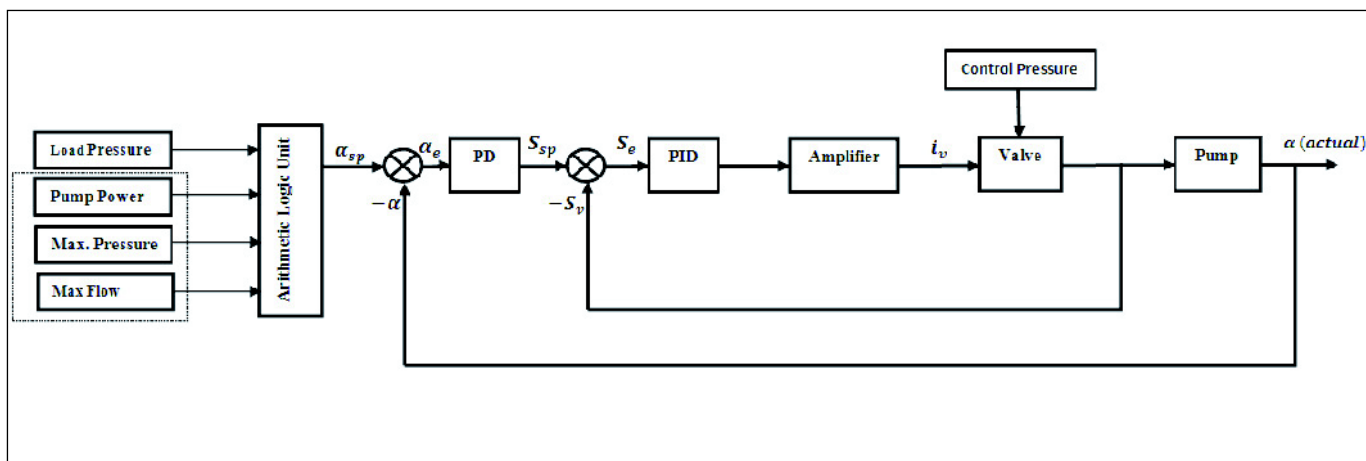 Control Pressure
Load Pressure
Pump Power
Max. Pressure
Max Flow
Arithmetic Logic Unit
α_sp
α_e
−α
PD
S_sp
−S_v
S_e
PID
Amplifier
i_v
Valve
Pump
α (actual)